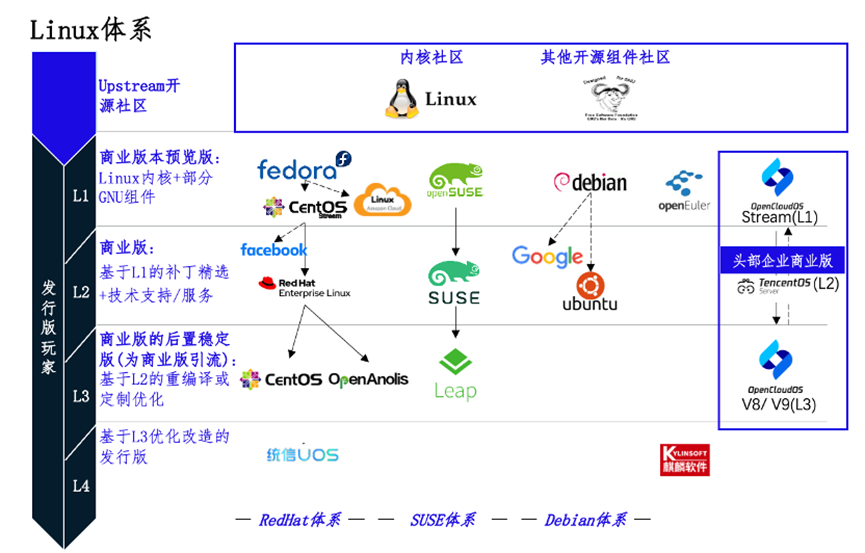 Linux体系
Upstream开
源社区
内核社区
其他开源组件社区
Linux
Designed for GNU
Free Software Foundation
发行版玩家
L1
商业版本预览版:
Linux内核+部分
GNU组件
fedora
CentOS
Stream
Linux
Amazon Cloud
openSUSE
debian
openEuler
OpenCloudOS
Stream(L1)
L2
商业版:
基于L1的补丁精选
+技术支持/服务
facebook
Red Hat
Enterprise Linux
SUSE
Google
ubuntu
头部企业商业版
TencentOS
Server
(L2)
L3
商业版的后置稳定
版(为商业版引流):
基于L2的重编译或
定制优化
CentOS
OpenAnolis
Leap
OpenCloudOS
V8/ V9(L3)
L4
基于L3优化改造的
发行版
统信UOS
KYLINSOFT
麒麟软件
— RedHat体系 —
— SUSE体系 —
— Debian体系 —